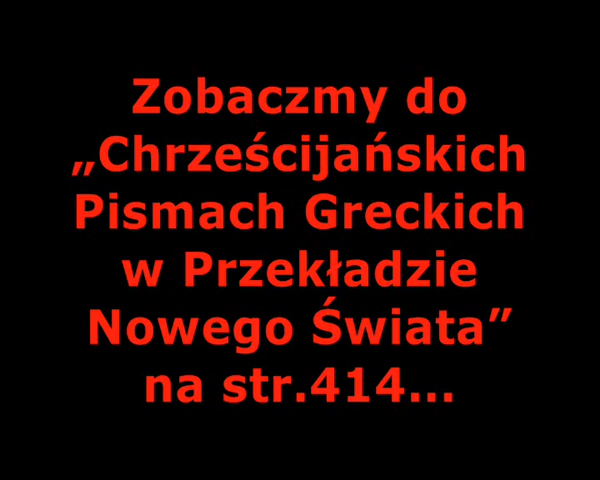 Zobaczmy do
„Chrześcijańskich
Pismach Greckich
w Przekładzie
Nowego Świata”
na str.414...